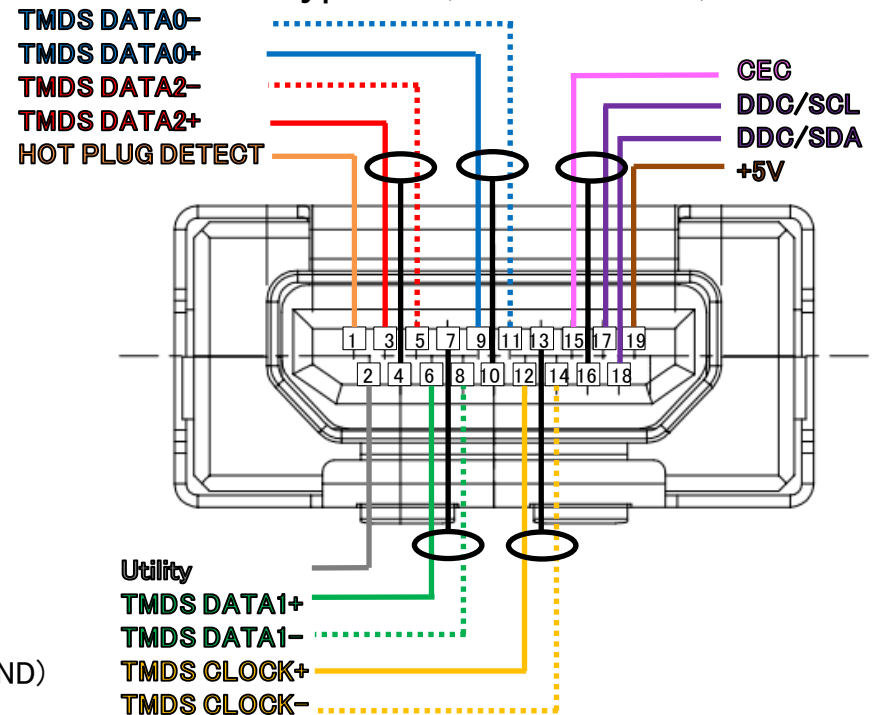 TMDS DATA0-
TMDS DATA0+
TMDS DATA2-
TMDS DATA2+
HOT PLUG DETECT
CEC
DDC/SCL
DDC/SDA
+5V
1 3 5 7 9 11 13 15 17 19
2 4 6 8 10 12 14 16 18
Utility
TMDS DATA1+
TMDS DATA1-
ND)
TMDS CLOCK+
TMDS CLOCK-